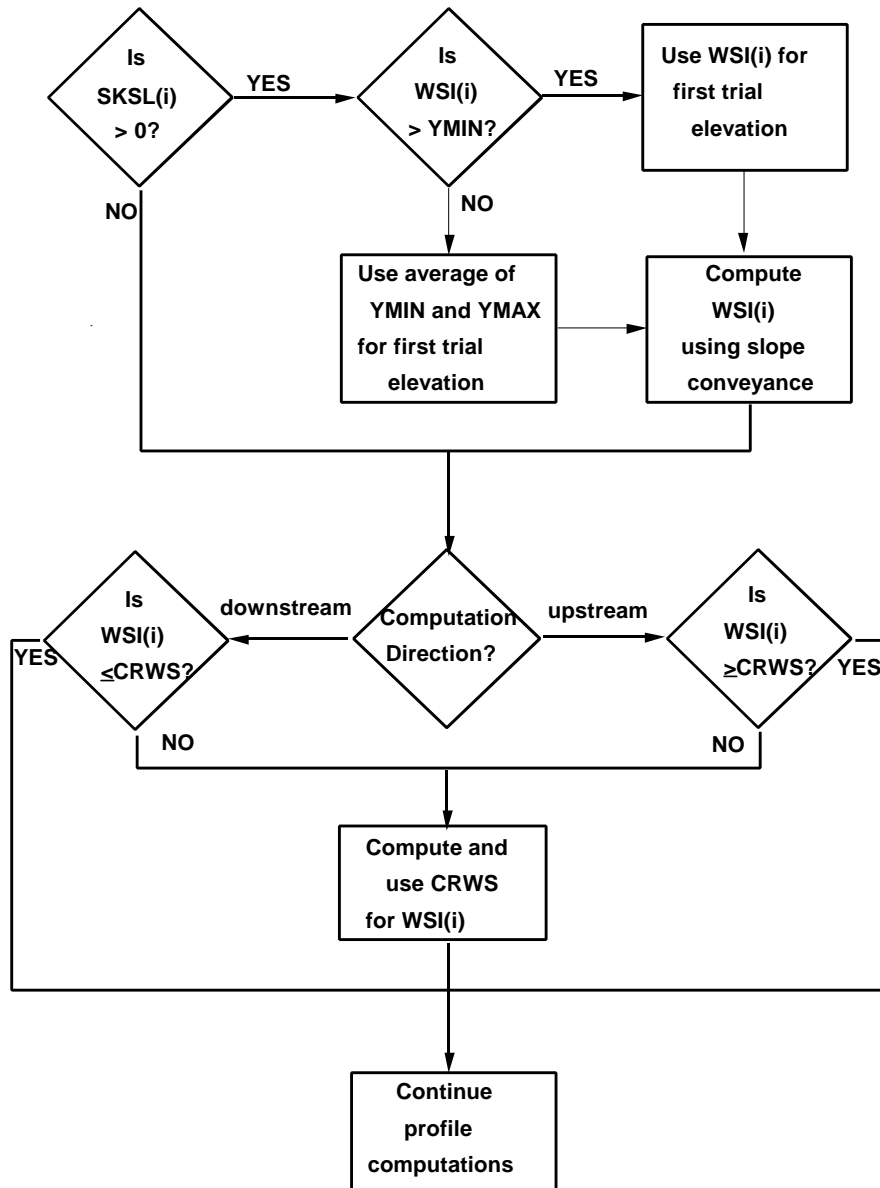 Is
SKSL(i)
> 0?
YES
Is
WSI(i)
> YMIN?
YES
Use WSI(i) for
first trial
elevation
NO
NO
Use average of
YMIN and YMAX
for first trial
elevation
Compute
WSI(i)
using slope
conveyance
Is
WSI(i)
≤CRWS?
downstream
Computation
Direction?
upstream
Is
WSI(i)
≥CRWS?
YES
YES
NO
NO
Compute and
use CRWS
for WSI(i)
Continue
profile
computations